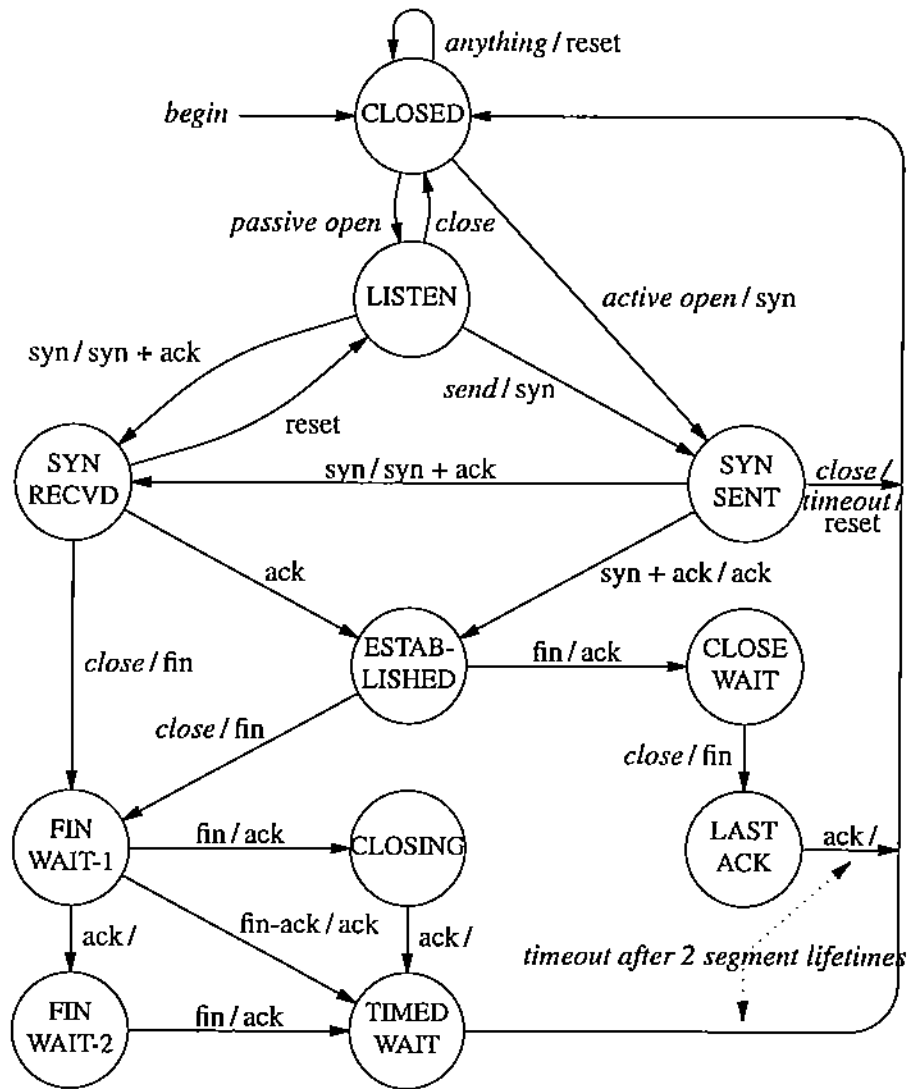 anything / reset
begin
CLOSED
passive open
close
LISTEN
active open / syn
syn / syn + ack
send / syn
reset
SYN
RECVD
syn / syn + ack
SYN
SENT
close /
timeout /
reset
ack
syn + ack / ack
ESTAB-
LISHED
fin / ack
CLOSE
WAIT
close / fin
close / fin
close / fin
FIN
WAIT-1
fin / ack
CLOSING
LAST
ACK
ack /
ack /
fin-ack / ack
ack /
timeout after 2 segment lifetimes
FIN
WAIT-2
fin / ack
TIMED
WAIT